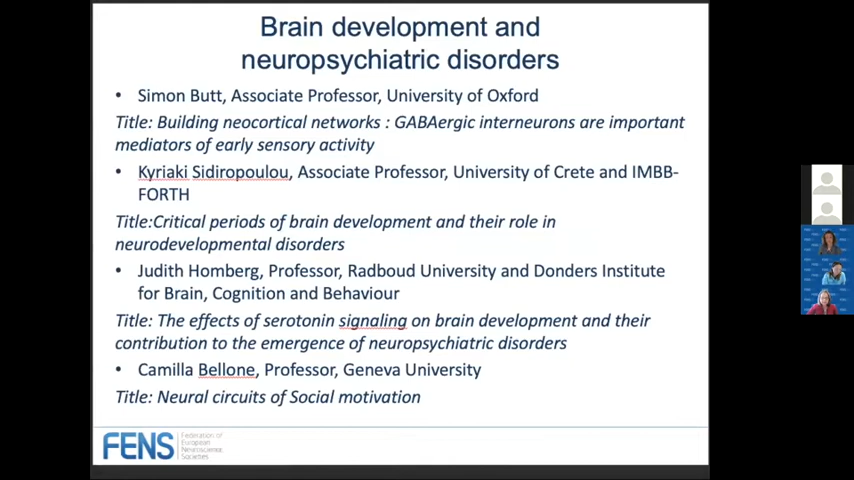 Brain development and
neuropsychiatric disorders
• Simon Butt, Associate Professor, University of Oxford
Title: Building neocortical networks : GABAergic interneurons are important
mediators of early sensory activity
• Kyriaki Sidiropoulou, Associate Professor, University of Crete and IMBB-
FORTH
Title:Critical periods of brain development and their role in
neurodevelopmental disorders
• Judith Homberg, Professor, Radboud University and Donders Institute
for Brain, Cognition and Behaviour
Title: The effects of serotonin signaling on brain development and their
contribution to the emergence of neuropsychiatric disorders
• Camilla Bellone, Professor, Geneva University
Title: Neural circuits of Social motivation
FENS
Federation of
European
Neuroscience
Societies